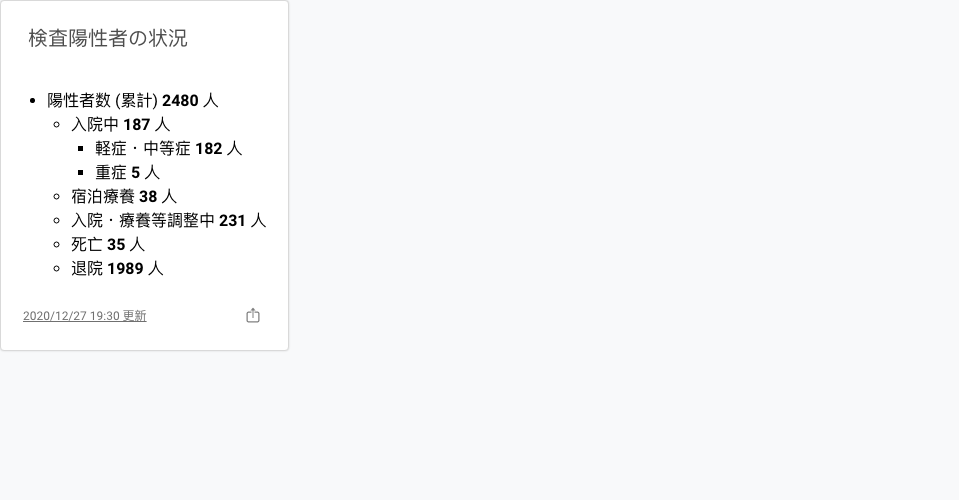 検査陽性者の状況
陽性者数 (累計) 2480 人
入院中 187 人
軽症・中等症 182 人
重症 5 人
宿泊療養 38 人
入院・療養等調整中 231 人
死亡 35 人
退院 1989 人
2020/12/27 19:30 更新